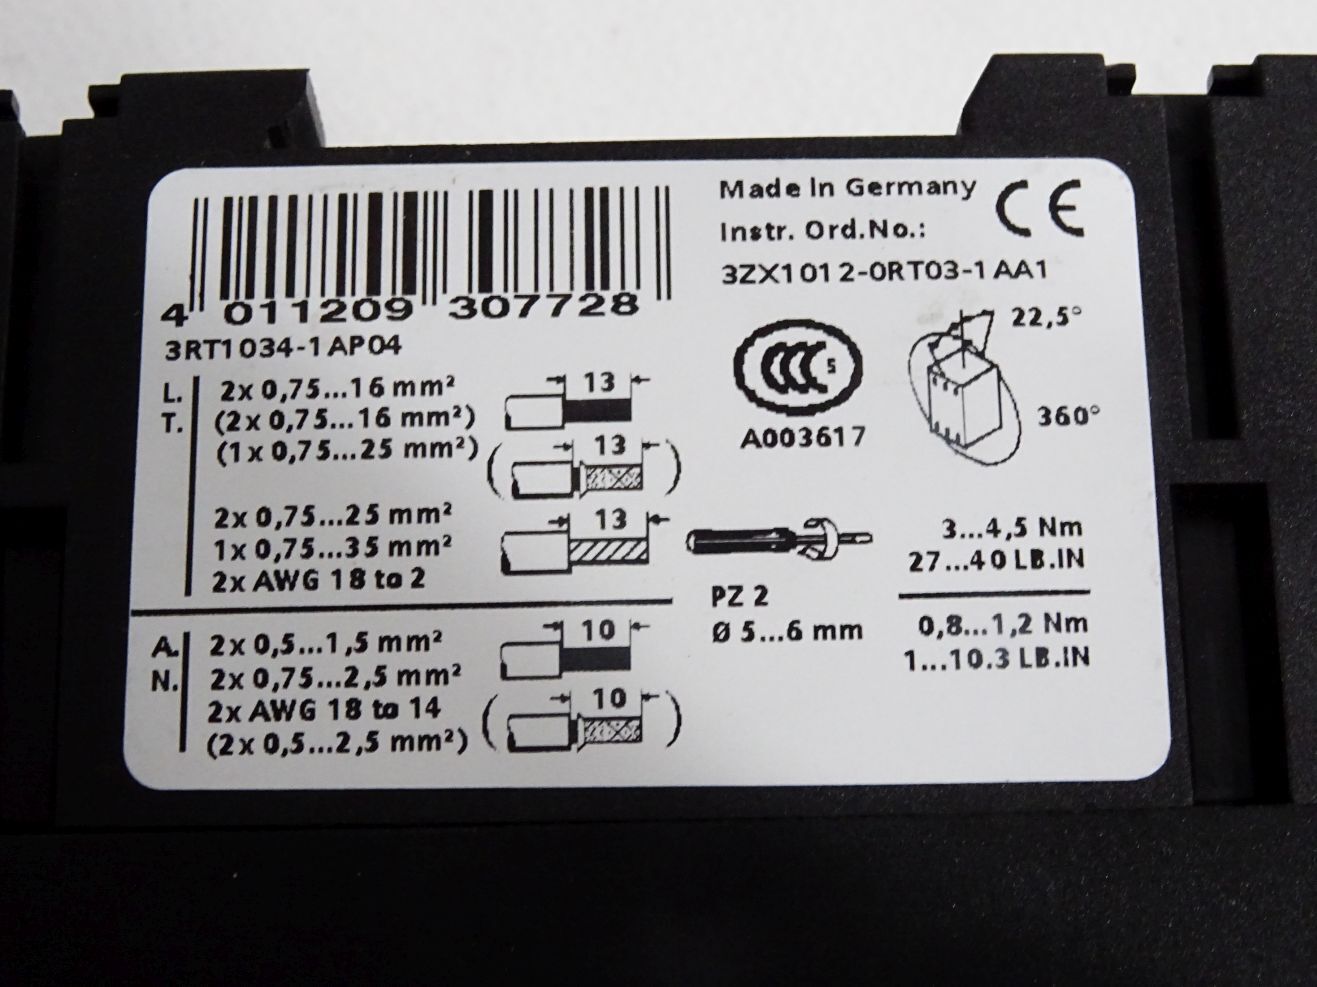 4 011209 307728
3RT1034-1AP04
Made In Germany
CE
Instr. Ord.No.:
3ZX1012-0RT03-1AA1
CCC S
A003617
22,5°
360°
L.
T.
2x 0,75...16 mm²
(2x 0,75...16 mm²)
(1x 0,75...25 mm²)
13
( 13 )
2x 0,75...25 mm²
1x 0,75...35 mm²
2x AWG 18 to 2
13
PZ 2
Ø 5...6 mm
3...4,5 Nm
27...40 LB.IN
0,8...1,2 Nm
1...10.3 LB.IN
A.
N.
2x 0,5...1,5 mm²
2x 0,75...2,5 mm²
2x AWG 18 to 14
(2x 0,5...2,5 mm²)
10
( 10 )